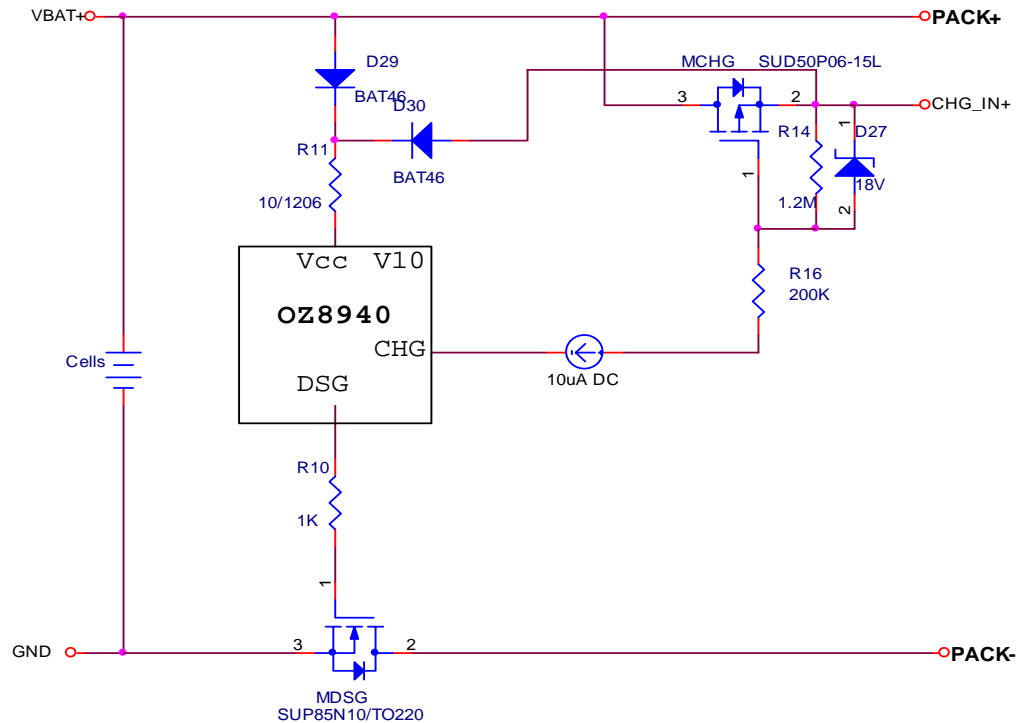 VBAT+
PACK+
D29
BAT46
MCHG SUD50P06-15L
3
2
CHG_IN+
D30
BAT46
R11
10/1206
1
R14
1.2M
1
D27
18V
2
Vcc V10
OZ8940
CHG
DSG
R16
200K
10uA DC
Cells
R10
1K
1
GND
3
2
PACK-
MDSG
SUP85N10/TO220